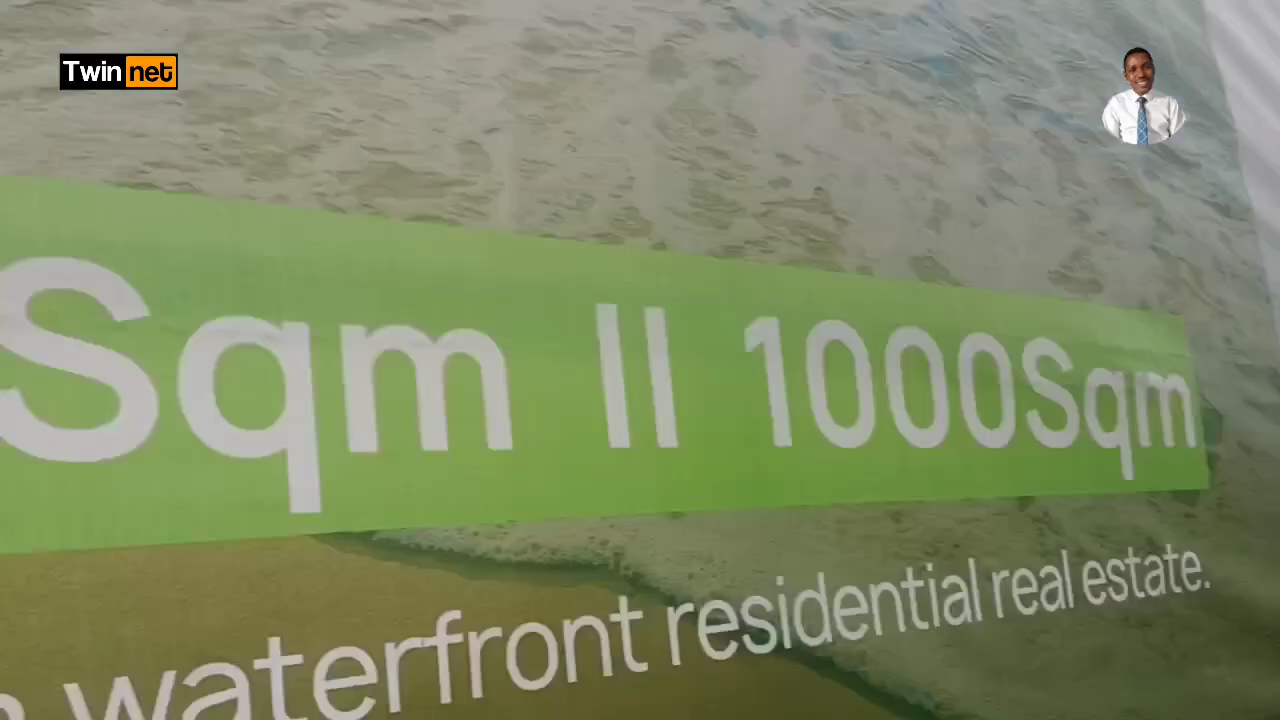 Twin net
Sqm II 1000Sqm
waterfront residential real estate.